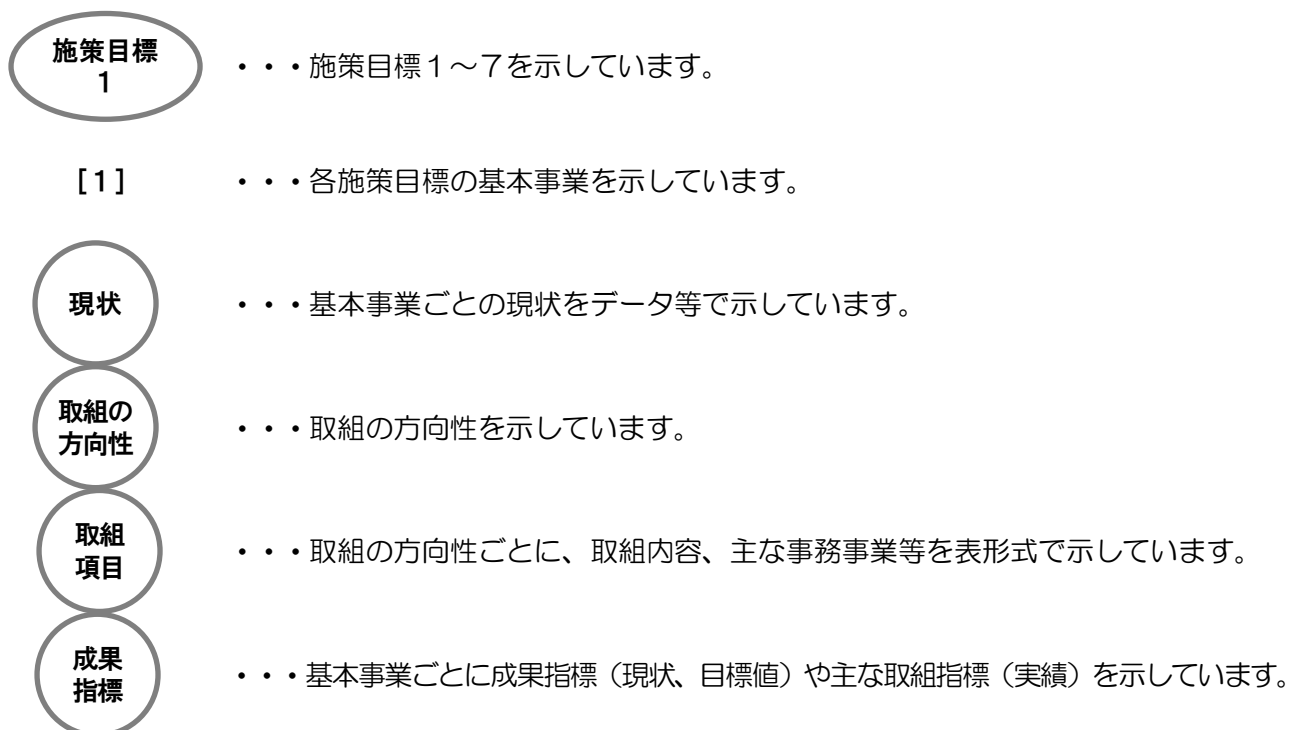 施策目標
1
・・・施策目標1~7を示しています。
[1]
・・・各施策目標の基本事業を示しています。
現状
・・・基本事業ごとの現状をデータ等で示しています。
取組の
方向性
・・・取組の方向性を示しています。
取組
項目
・・・取組の方向性ごとに、取組内容、主な事務事業等を表形式で示しています。
成果
指標
・・・基本事業ごとに成果指標（現状、目標値）や主な取組指標（実績）を示しています。